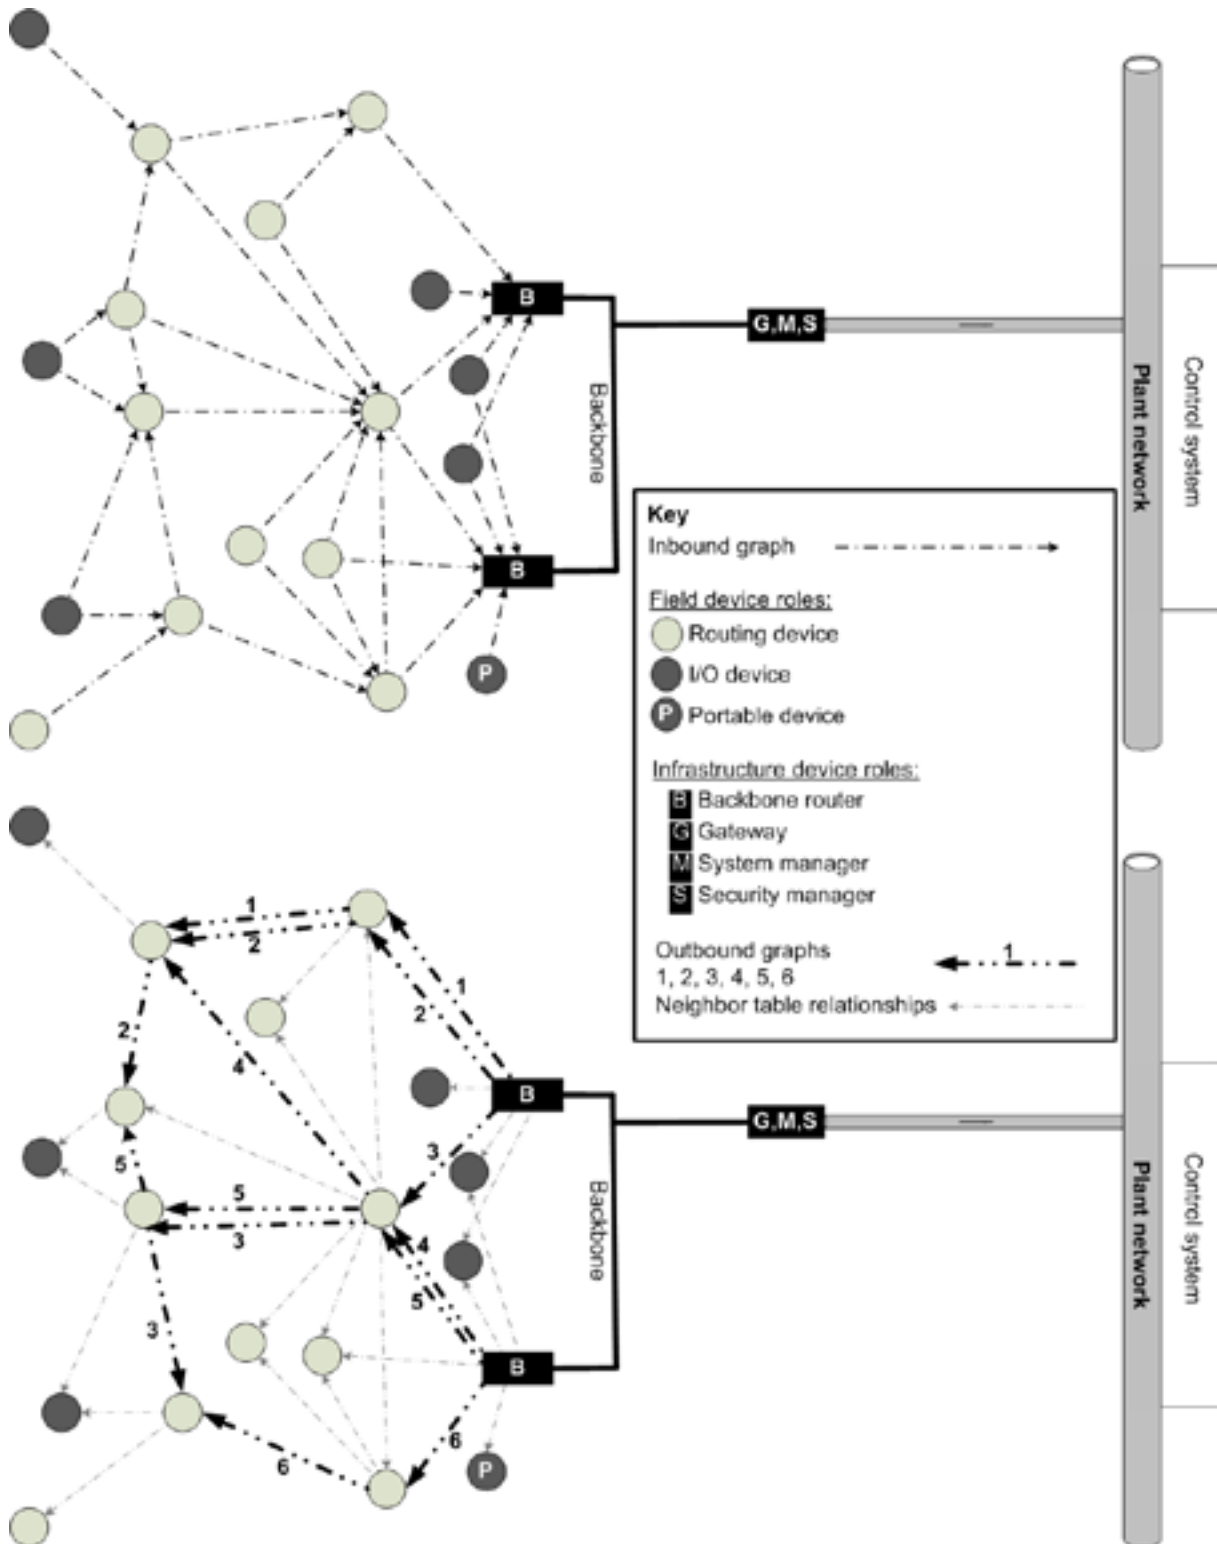 B
G,M,S
Backbone
Plant network
Control system
B
P
Key
Inbound graph
Field device roles:
Routing device
I/O device
P Portable device
Infrastructure device roles:
B Backbone router
G Gateway
M System manager
S Security manager
Outbound graphs 1
1, 2, 3, 4, 5, 6
Neighbor table relationships
1
2
1
2
2
4
B
G,M,S
3
5
5
3
4
5
Backbone
Plant network
Control system
3
B
6
6
P